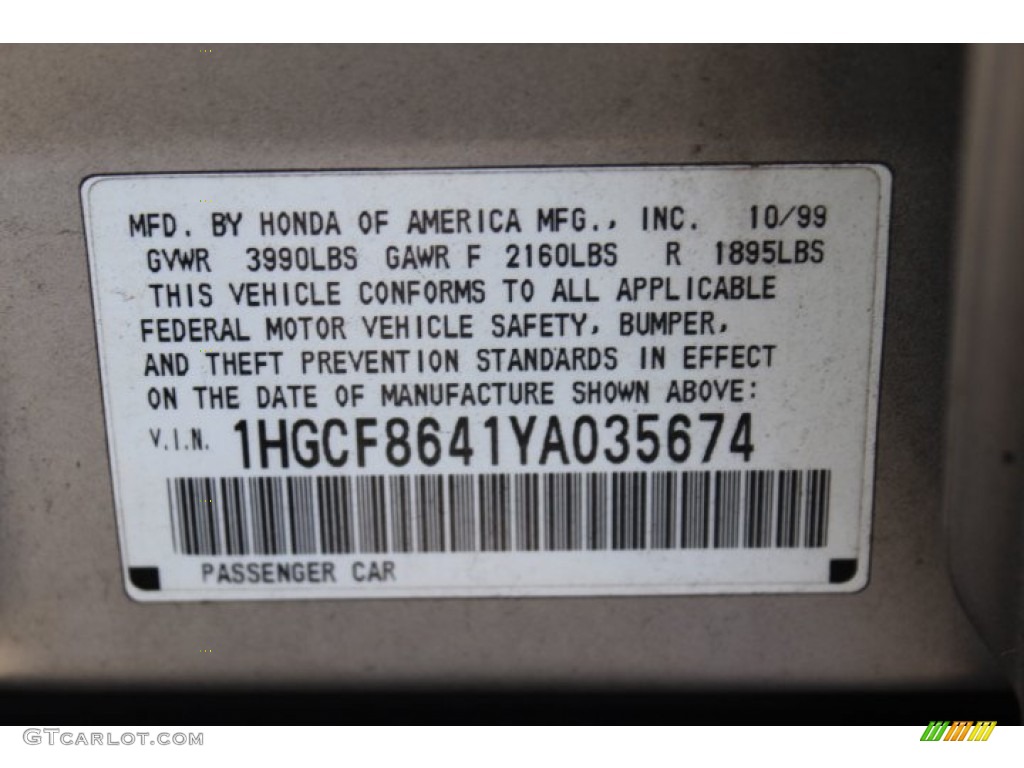 MFD. BY HONDA OF AMERICA MFG., INC. 10/99
GVWR 3990LBS GAWR F 2160LBS R 1895LBS
THIS VEHICLE CONFORMS TO ALL APPLICABLE
FEDERAL MOTOR VEHICLE SAFETY, BUMPER,
AND THEFT PREVENTION STANDARDS IN EFFECT
ON THE DATE OF MANUFACTURE SHOWN ABOVE:
V.I.N. 1HGCF8641YA035674
PASSENGER CAR
GTCARLOT.COM